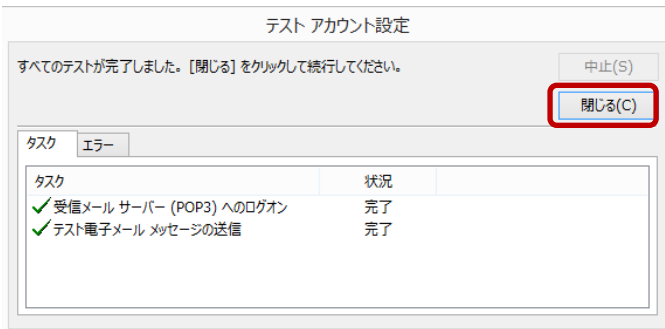 テスト アカウント設定
すべてのテストが完了しました。[閉じる] をクリックして続行してください。
中止(S)
閉じる(C)
タスク エラー
タスク 状況
受信メール サーバー (POP3) へのログオン 完了
テスト電子メール メッセージの送信 完了